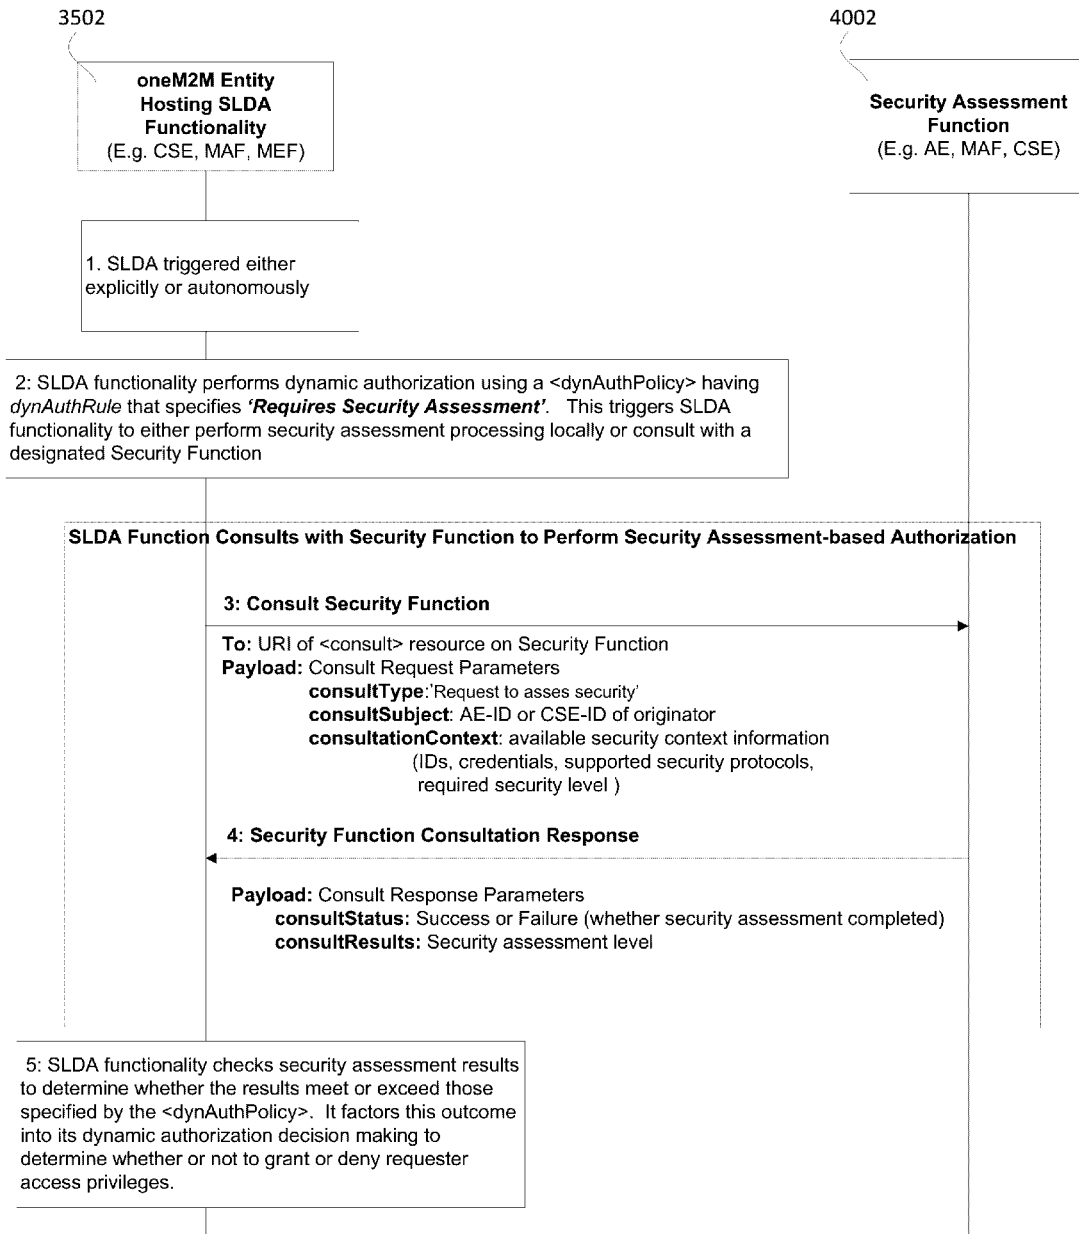 3502
4002
oneM2M Entity
Hosting SLDA
Functionality
(E.g. CSE, MAF, MEF)
Security Assessment
Function
(E.g. AE, MAF, CSE)
1. SLDA triggered either
explicitly or autonomously
2: SLDA functionality performs dynamic authorization using a <dynAuthPolicy> having
dynAuthRule that specifies 'Requires Security Assessment'. This triggers SLDA
functionality to either perform security assessment processing locally or consult with a
designated Security Function
SLDA Function Consults with Security Function to Perform Security Assessment-based Authorization
3: Consult Security Function
To: URI of <consult> resource on Security Function
Payload: Consult Request Parameters
consultType:'Request to asses security'
consultSubject: AE-ID or CSE-ID of originator
consultationContext: available security context information
(IDs, credentials, supported security protocols,
required security level )
4: Security Function Consultation Response
Payload: Consult Response Parameters
consultStatus: Success or Failure (whether security assessment completed)
consultResults: Security assessment level
5: SLDA functionality checks security assessment results
to determine whether the results meet or exceed those
specified by the <dynAuthPolicy>. It factors this outcome
into its dynamic authorization decision making to
determine whether or not to grant or deny requester
access privileges.